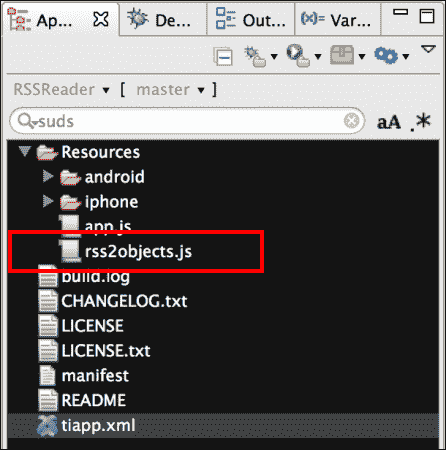 Ap... De... Out... (x)= Var...
RSSReader [ master ]
suds aA .*
Resources
android
iphone
app.js
rss2objects.js
build.log
CHANGELOG.txt
LICENSE
LICENSE.txt
manifest
README
tiapp.xml